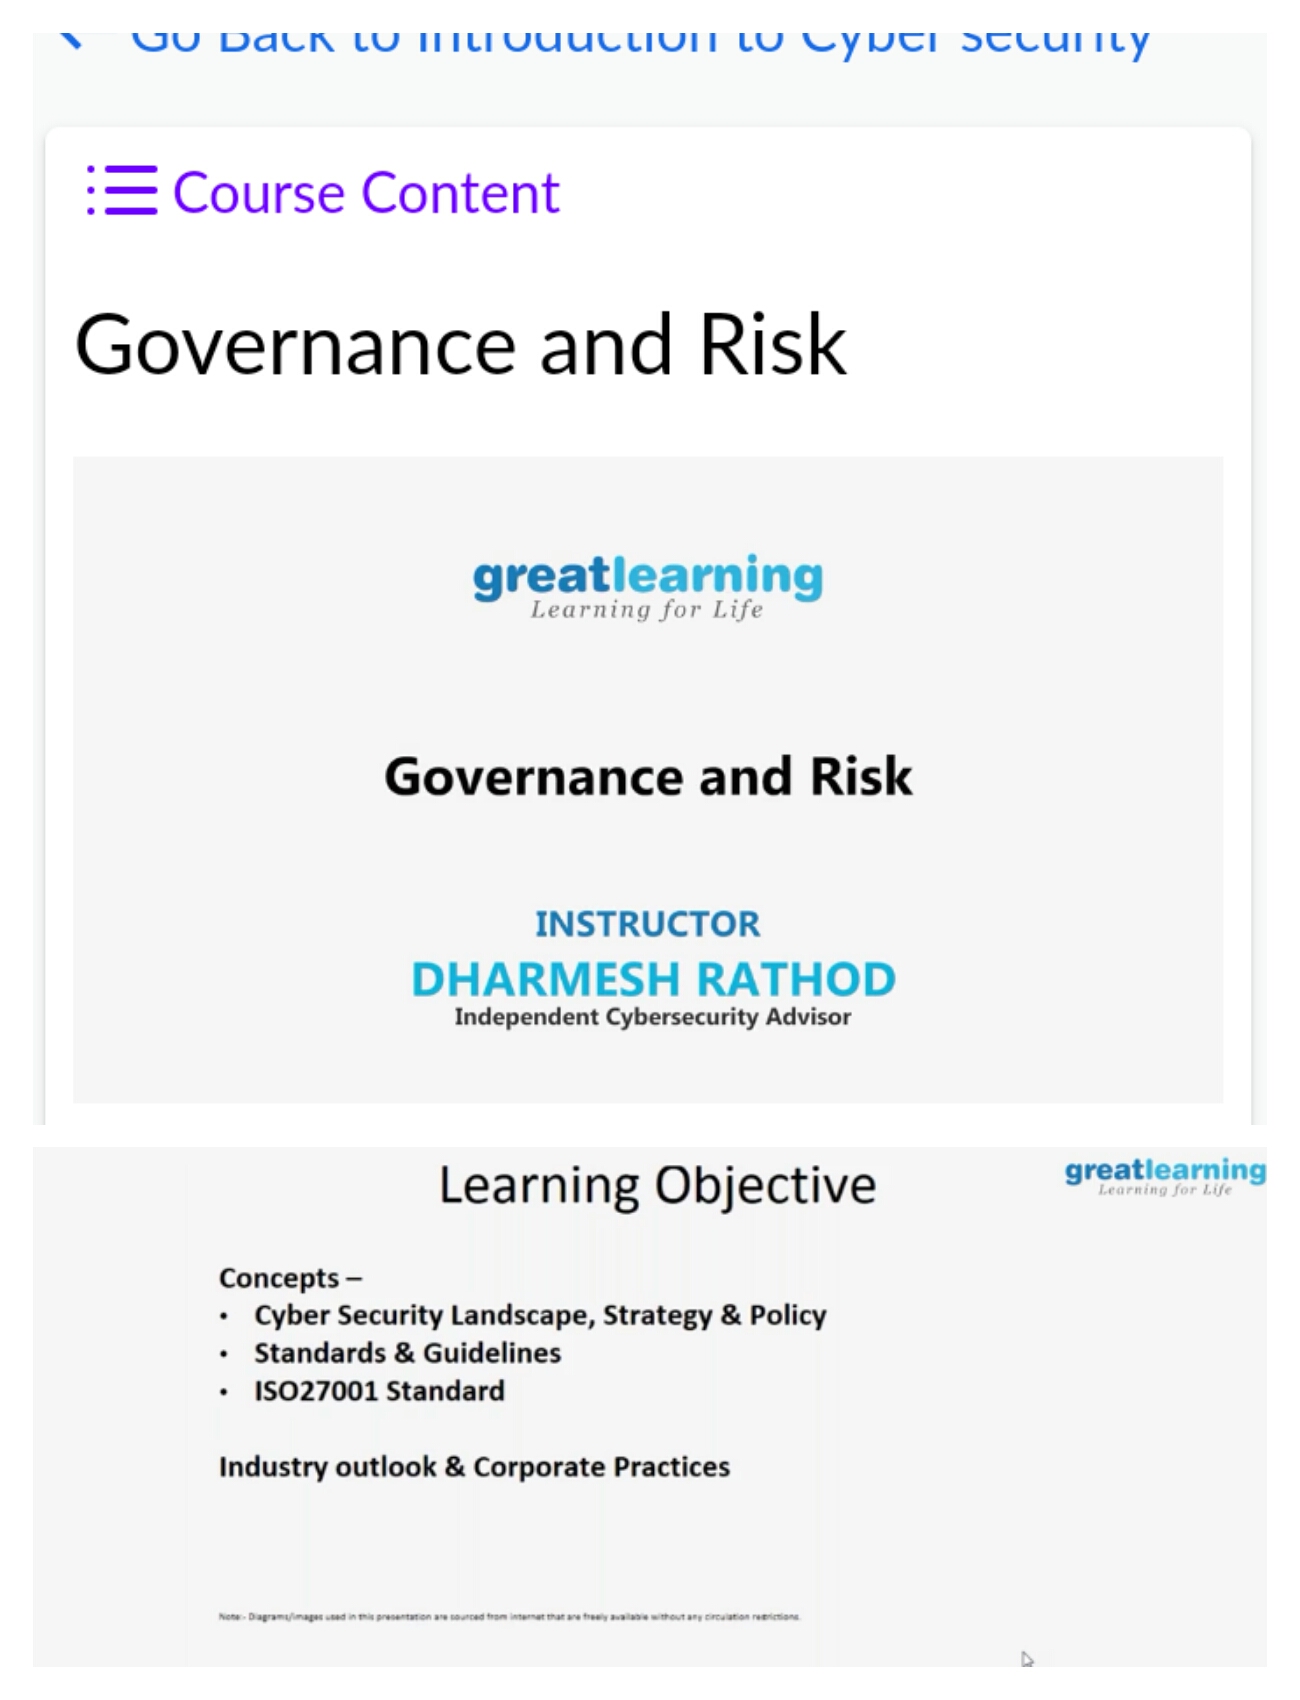 Go Back to Introduction to Cyber security
Course Content
Governance and Risk
greatlearning
Learning for Life
Governance and Risk
INSTRUCTOR
DHARMESH RATHOD
Independent Cybersecurity Advisor
Learning Objective
greatlearning
Learning for Life
Concepts –
• Cyber Security Landscape, Strategy & Policy
• Standards & Guidelines
• ISO27001 Standard
Industry outlook & Corporate Practices
Note:- Diagrams/images used in this presentation are sourced from internet that are freely available without any circulation restrictions.